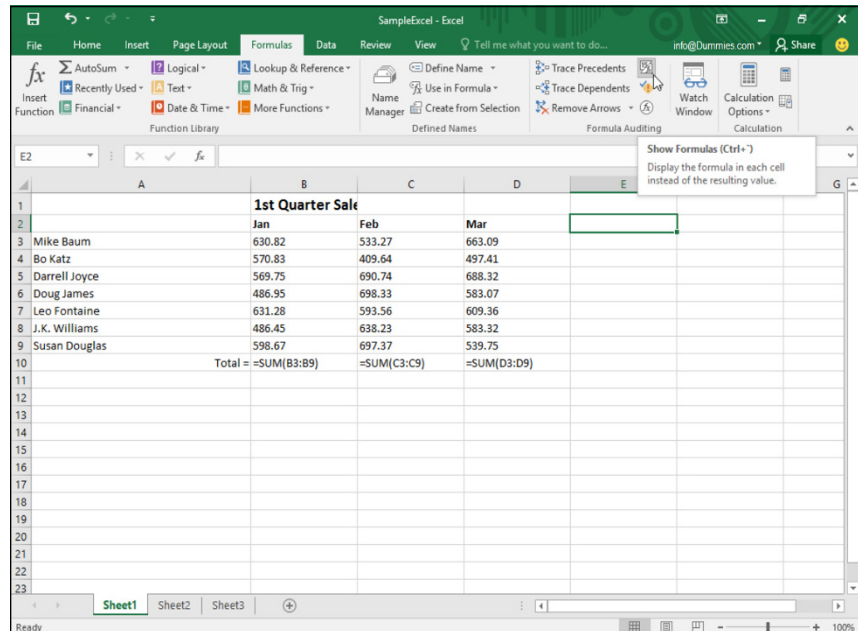 SampleExcel - Excel
File Home Insert Page Layout Formulas Data Review View Tell me what you want to do... info@Dummies.com Share
fx Insert Function
AutoSum
Recently Used
Financial
Logical
Text
Date & Time
Lookup & Reference
Math & Trig
More Functions
Function Library
Name Manager
Define Name
Use in Formula
Create from Selection
Defined Names
Trace Precedents
Trace Dependents
Remove Arrows
Formula Auditing
Watch Window
Calculation Options
Calculation
Show Formulas (Ctrl+`)
Display the formula in each cell
instead of the resulting value.
E2 fx
A B C D E G
1 1st Quarter Sale
2 Jan Feb Mar
3 Mike Baum 630.82 533.27 663.09
4 Bo Katz 570.83 409.64 497.41
5 Darrell Joyce 569.75 690.74 688.32
6 Doug James 486.95 698.33 583.07
7 Leo Fontaine 631.28 593.56 609.36
8 J.K. Williams 486.45 638.23 583.32
9 Susan Douglas 598.67 697.37 539.75
10 Total = =SUM(B3:B9) =SUM(C3:C9) =SUM(D3:D9)
11
12
13
14
15
16
17
18
19
20
21
22
23
Sheet1 Sheet2 Sheet3
Ready 100%